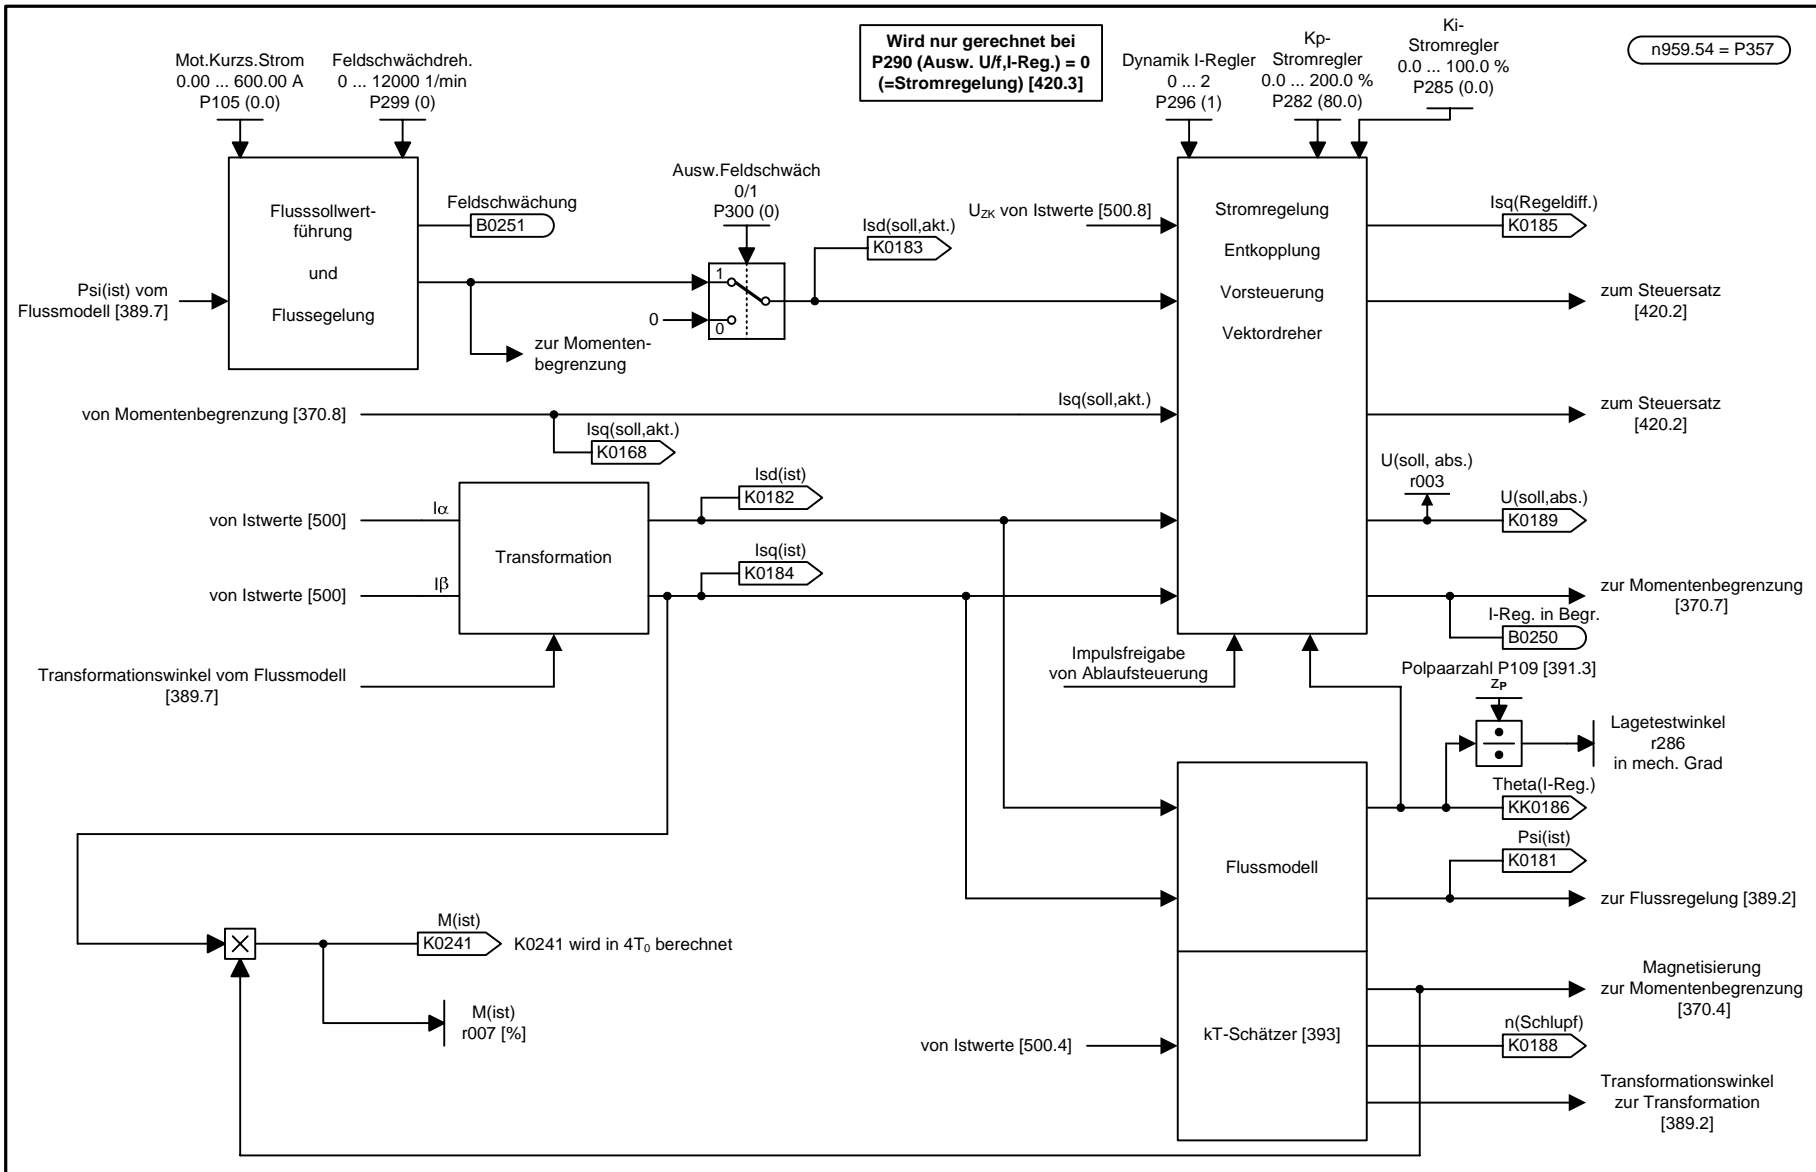 Wird nur gerechnet bei
P290 (Ausw. U/f,I-Reg.) = 0
(=Stromregelung) [420.3]
n959.54 = P357
Mot.Kurzs.Strom
0.00 ... 600.00 A
P105 (0.0)
Feldschwächdreh.
0 ... 12000 1/min
P299 (0)
Dynamik I-Regler
0 ... 2
P296 (1)
Kp-
Stromregler
0.0 ... 200.0 %
P282 (80.0)
Ki-
Stromregler
0.0 ... 100.0 %
P285 (0.0)
Flusssollwert-
führung
und
Flussegelung
Psi(ist) vom
Flussmodell [389.7]
Feldschwächung
B0251
zur Momenten-
begrenzung
Ausw.Feldschwäch
0/1
P300 (0)
1
0
0
Isd(soll,akt.)
K0183
UZK von Istwerte [500.8]
Stromregelung
Entkopplung
Vorsteuerung
Vektordreher
Isq(Regeldiff.)
K0185
zum Steuersatz
[420.2]
von Momentenbegrenzung [370.8]
Isq(soll,akt.)
K0168
Isq(soll,akt.)
zum Steuersatz
[420.2]
U(soll, abs.)
r003
U(soll,abs.)
K0189
von Istwerte [500]
Iα
von Istwerte [500]
Iβ
Transformation
Isd(ist)
K0182
Isq(ist)
K0184
zur Momentenbegrenzung
[370.7]
I-Reg. in Begr.
B0250
Transformationswinkel vom Flussmodell
[389.7]
Impulsfreigabe
von Ablaufsteuerung
Polpaarzahl P109 [391.3]
zP
Lagetestwinkel
r286
in mech. Grad
Theta(I-Reg.)
KK0186
Flussmodell
Psi(ist)
K0181
zur Flussregelung [389.2]
M(ist)
K0241
K0241 wird in 4T0 berechnet
M(ist)
r007 [%]
von Istwerte [500.4]
kT-Schätzer [393]
Magnetisierung
zur Momentenbegrenzung
[370.4]
n(Schlupf)
K0188
Transformationswinkel
zur Transformation
[389.2]